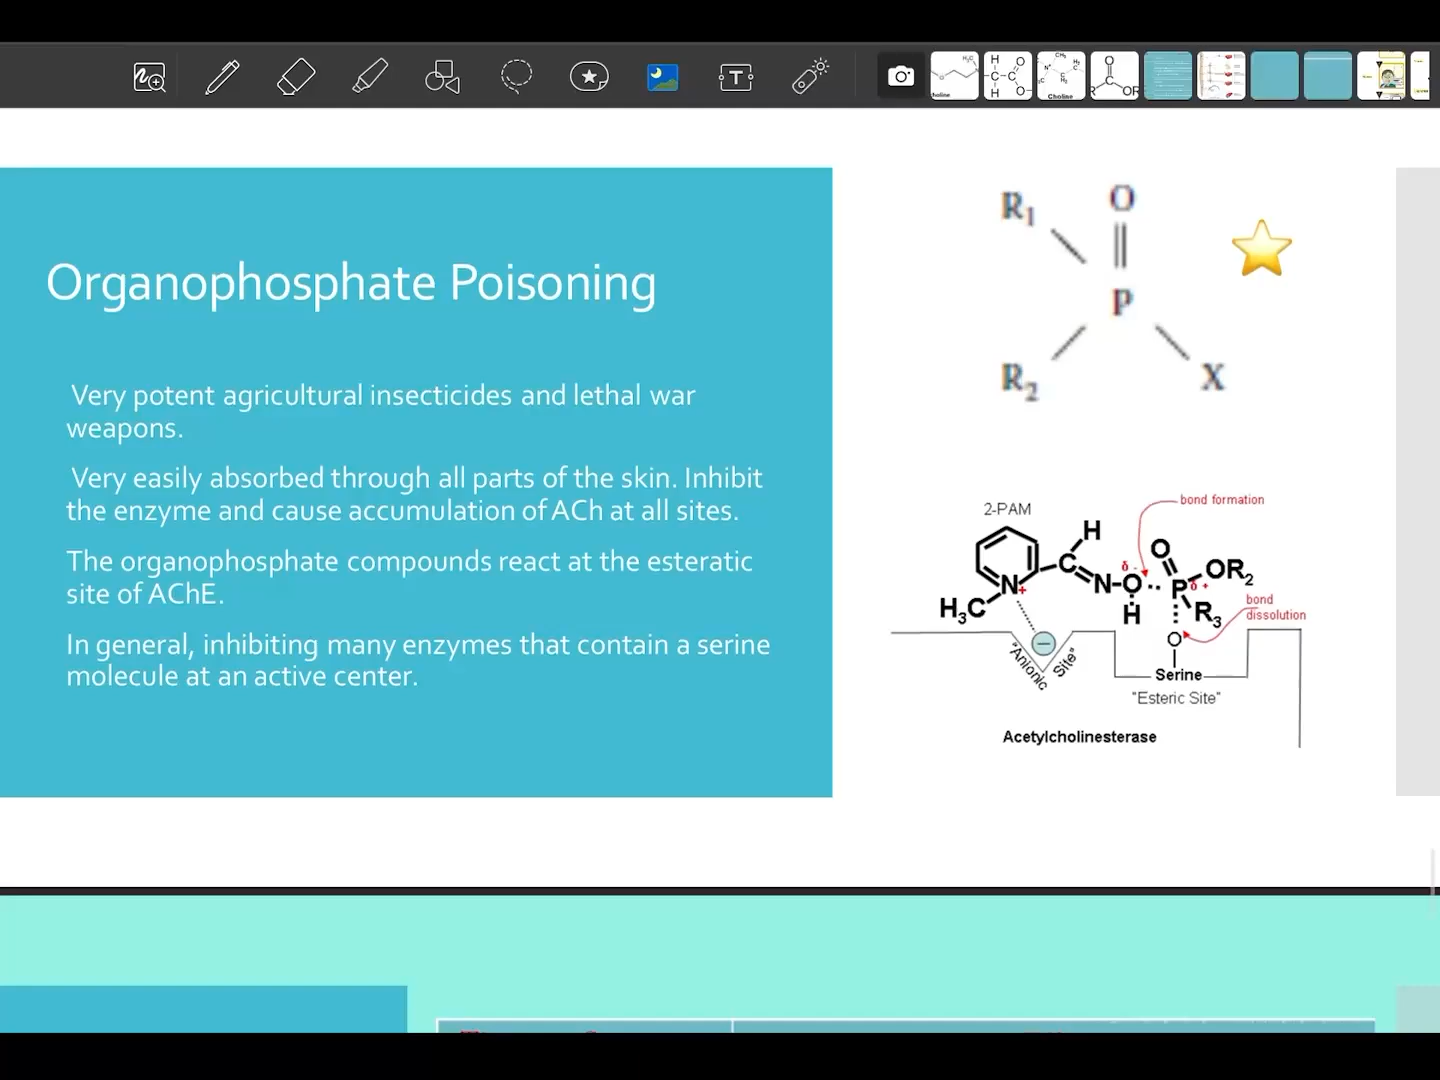 Organophosphate Poisoning
Very potent agricultural insecticides and lethal war
weapons.
Very easily absorbed through all parts of the skin. Inhibit
the enzyme and cause accumulation of ACh at all sites.
The organophosphate compounds react at the esteratic
site of AChE.
In general, inhibiting many enzymes that contain a serine
molecule at an active center.
R1 O
P
R2 X
2-PAM
bond formation
H
O
C δ - OR2
N-O P δ +
N+ bond
H3C H R3 dissolution
O
"Anionic Site"
Serine
"Esteric Site"
Acetylcholinesterase